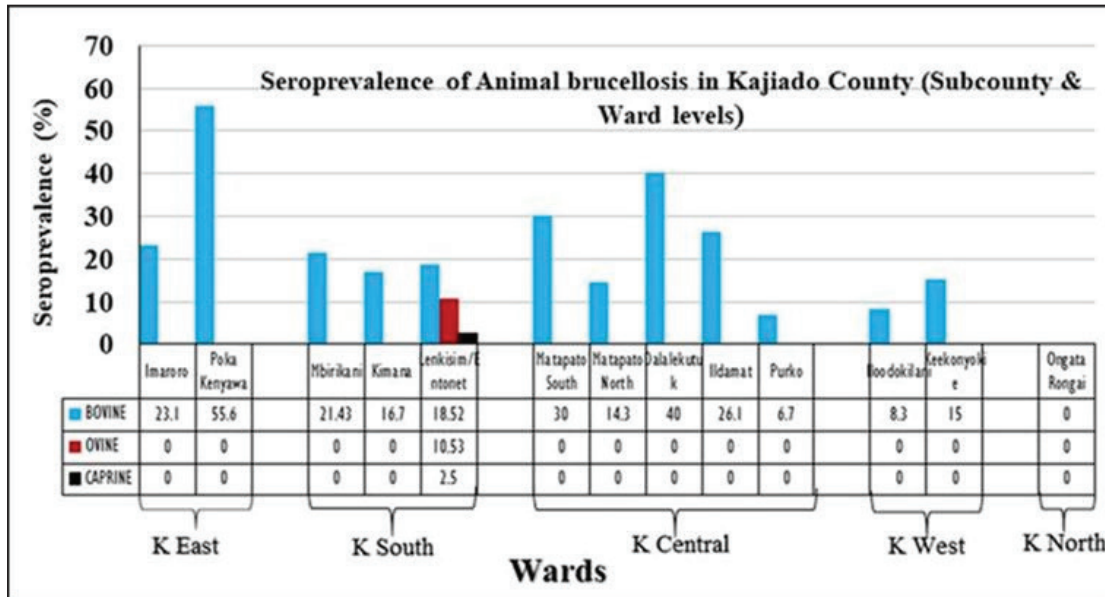 70
60
50
40
30
20
10
0
Seroprevalence (%)
Seroprevalence of Animal brucellosis in Kajiado County (Subcounty &
Ward levels)
Imaroro
Poka
Kenyawa
Mbirikani
Kimana
Lenkisim/E
ntonet
Matapato
South
Matapato
North
Dalalekutu
k
Ildamat
Purko
Iloodokilani
Keekonyoki
e
Ongata
Rongai
BOVINE 23.1 55.6 21.43 16.7 18.52 30 14.3 40 26.1 6.7 8.3 15 0
OVINE 0 0 0 0 10.53 0 0 0 0 0 0 0 0
CAPRINE 0 0 0 0 2.5 0 0 0 0 0 0 0 0
K East
K South
K Central
K West
K North
Wards